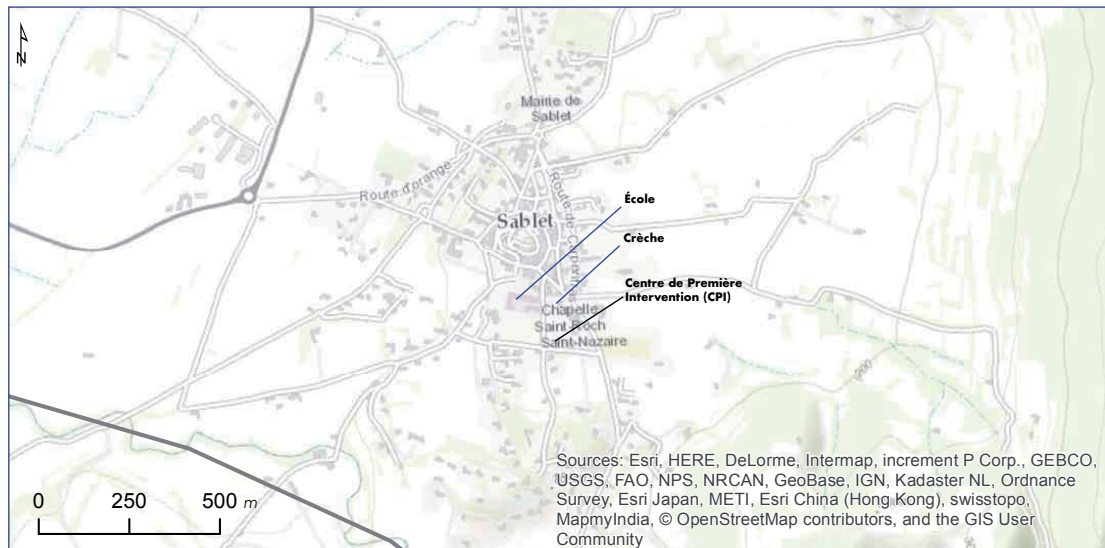 N
Mairie de
Sablet
Route d'orange
École
Route de Carpentras
Sablet
Crèche
Centre de Première
Intervention (CPI)
Chapelle
Saint-Roch
Saint-Nazaire
200
Sources: Esri, HERE, DeLorme, Intermap, increment P Corp., GEBCO,
USGS, FAO, NPS, NRCAN, GeoBase, IGN, Kadaster NL, Ordnance
Survey, Esri Japan, METI, Esri China (Hong Kong), swisstopo,
MapmyIndia, © OpenStreetMap contributors, and the GIS User
Community
0 250 500 m